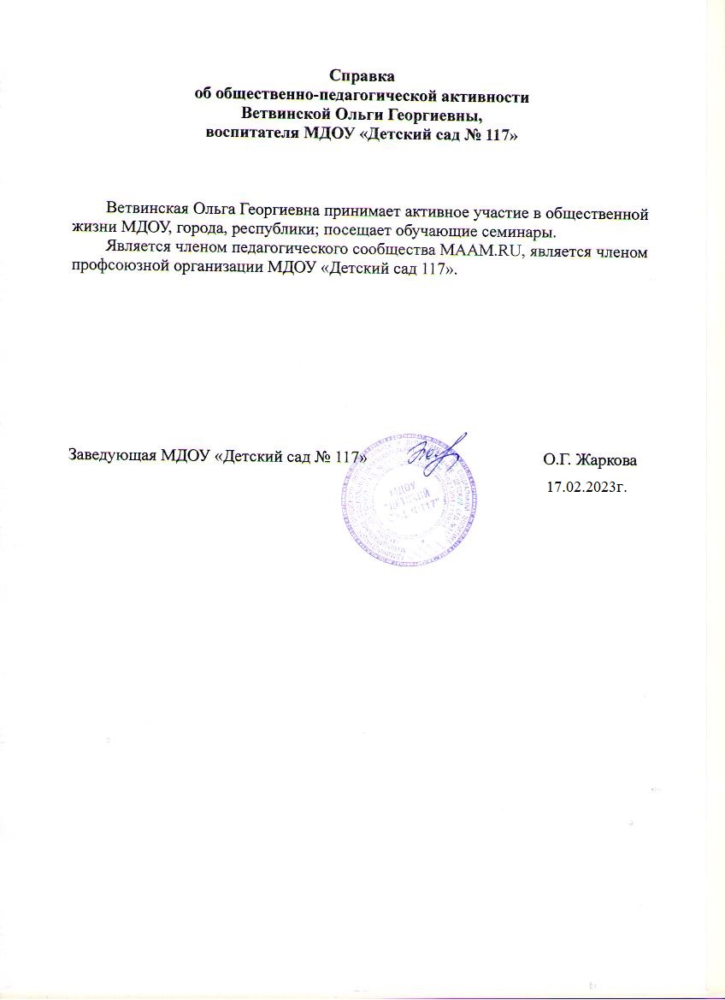 Справка
об общественно-педагогической активности
Ветвинской Ольги Георгиевны,
воспитателя МДОУ «Детский сад № 117»
Ветвинская Ольга Георгиевна принимает активное участие в общественной
жизни МДОУ, города, республики; посещает обучающие семинары.
Является членом педагогического сообщества MAAM.RU, является членом
профсоюзной организации МДОУ «Детский сад 117».
Заведующая МДОУ «Детский сад № 117»
О.Г. Жаркова
17.02.2023г.
МДОУ
"ДЕТСКИЙ
САД №117"